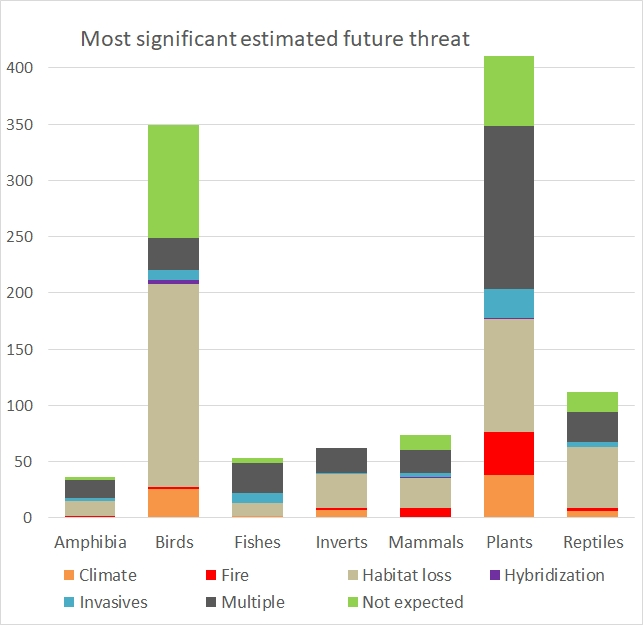 Most significant estimated future threat
400
350
300
250
200
150
100
50
0
Amphibia Birds Fishes Inverts Mammals Plants Reptiles
Climate Fire Habitat loss Hybridization
Invasives Multiple Not expected